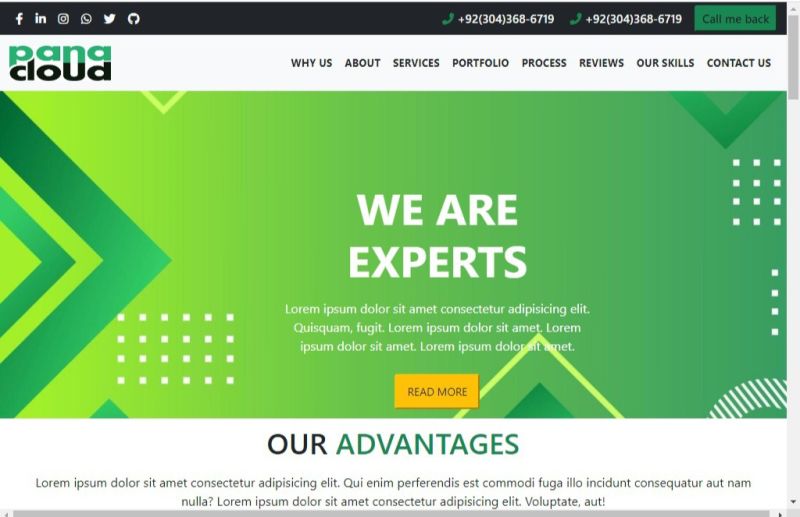 +92(304)368-6719 +92(304)368-6719 Call me back
pana
cloud
WHY US ABOUT SERVICES PORTFOLIO PROCESS REVIEWS OUR SKILLS CONTACT US
WE ARE
EXPERTS
Lorem ipsum dolor sit amet consectetur adipisicing elit.
Quisquam, fugit. Lorem ipsum dolor sit amet. Lorem
ipsum dolor sit amet. Lorem ipsum dolor sit amet.
READ MORE
OUR ADVANTAGES
Lorem ipsum dolor sit amet consectetur adipisicing elit. Qui enim perferendis est commodi fuga illo incidunt consequatur aut nam
nulla? Lorem ipsum dolor sit amet consectetur adipisicing elit. Voluptate, aut!